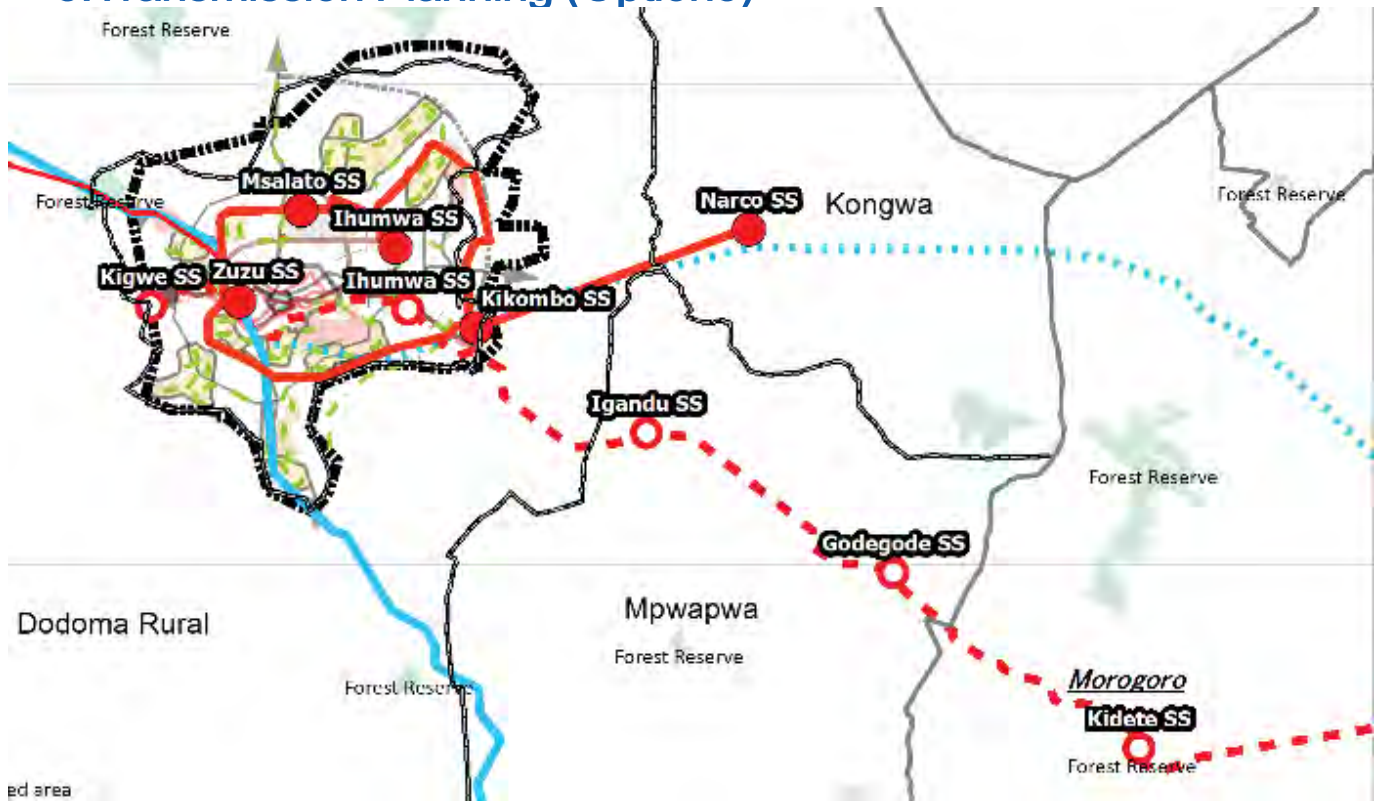 Forest Reserve
Msalato SS
Forest Reserve
Forest Reserve
Narco SS
Kongwa
Ihumwa SS
Kigwe SS
Zuzu SS
Ihumwa SS
Kikombo SS
Igandu SS
Forest Reserve
Godegode SS
Dodoma Rural
Mpwapwa
Forest Reserve
Forest Reserve
Morogoro
Kidete SS
Forest Reserve
ed area